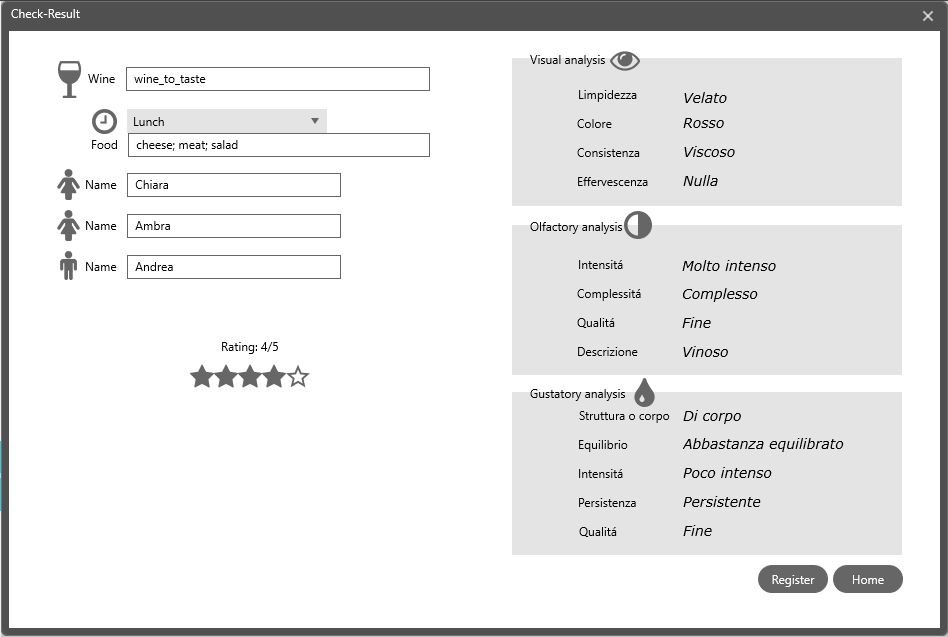 Check-Result
Wine wine_to_taste
Lunch
Food cheese; meat; salad
Name Chiara
Name Ambra
Name Andrea
Rating: 4/5
Visual analysis
Limpidezza Velato
Colore Rosso
Consistenza Viscoso
Effervescenza Nulla
Olfactory analysis
Intensitá Molto intenso
Complessitá Complesso
Qualitá Fine
Descrizione Vinoso
Gustatory analysis
Struttura o corpo Di corpo
Equilibrio Abbastanza equilibrato
Intensitá Poco intenso
Persistenza Persistente
Qualitá Fine
Register Home